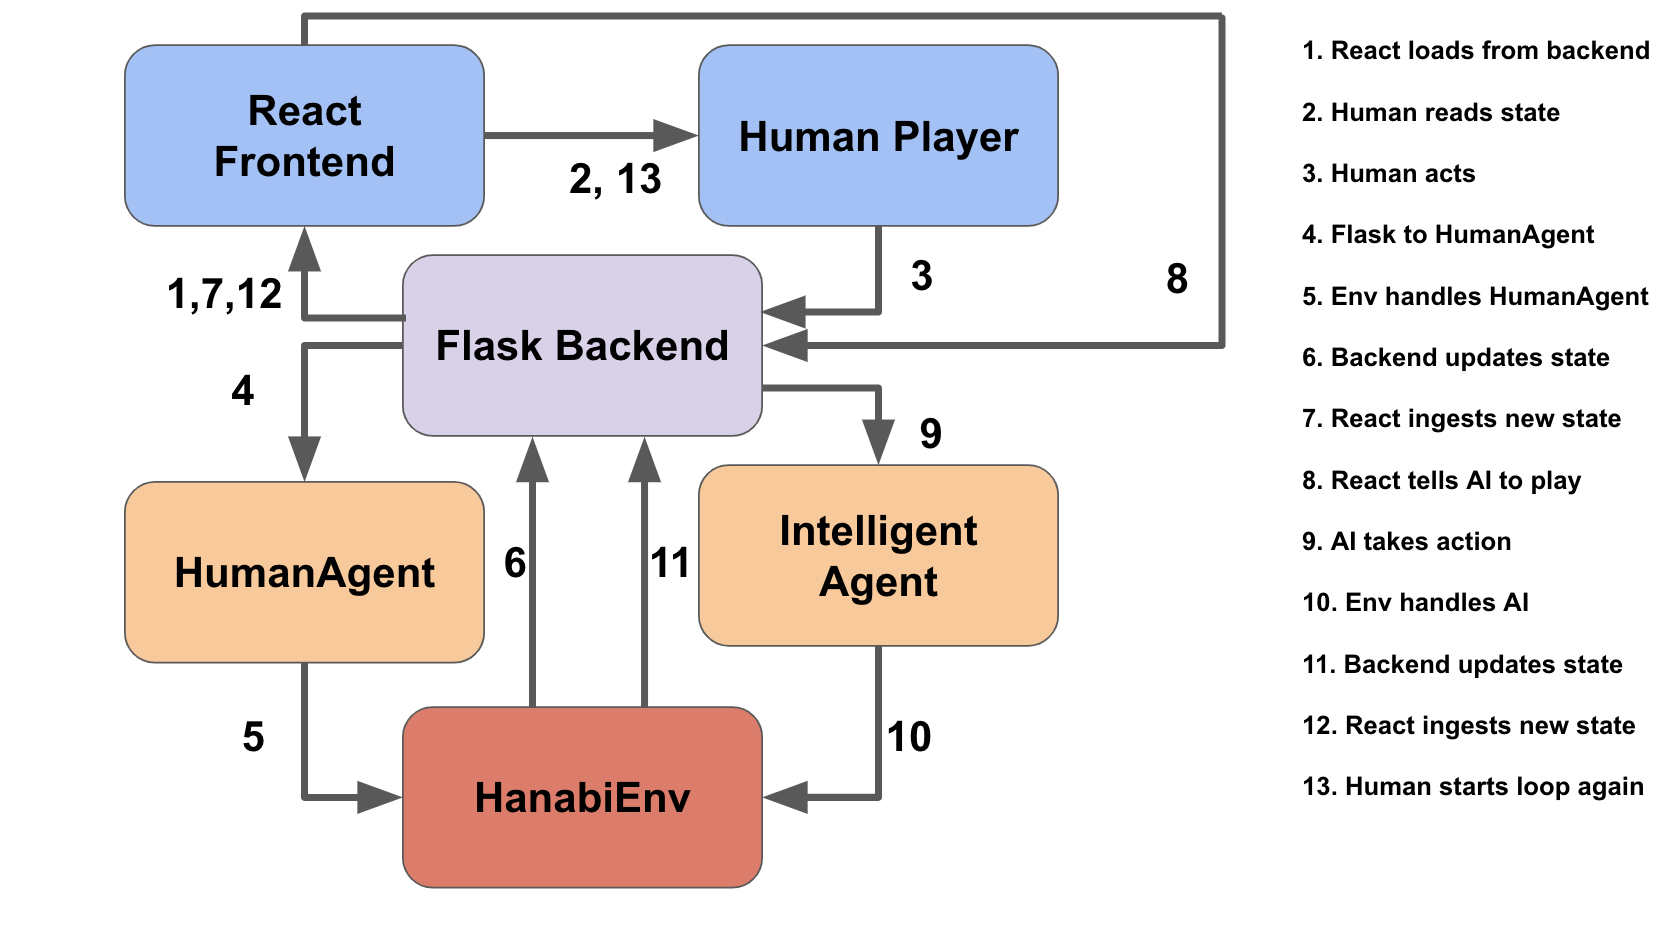 React
Frontend
Human Player
2, 13
1,7,12
3
8
Flask Backend
4
9
HumanAgent
6
11
Intelligent
Agent
5
10
HanabiEnv
1. React loads from backend
2. Human reads state
3. Human acts
4. Flask to HumanAgent
5. Env handles HumanAgent
6. Backend updates state
7. React ingests new state
8. React tells AI to play
9. AI takes action
10. Env handles AI
11. Backend updates state
12. React ingests new state
13. Human starts loop again